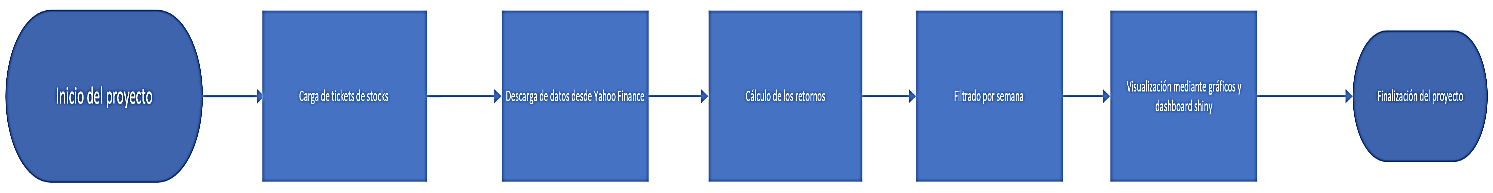 Inicio del proyecto
Carga de tickets de stocks
Descarga de datos desde Yahoo Finance
Cálculo de los retornos
Filtrado por semana
Visualización mediante gráficos y
dashboard shiny
Finalización del proyecto